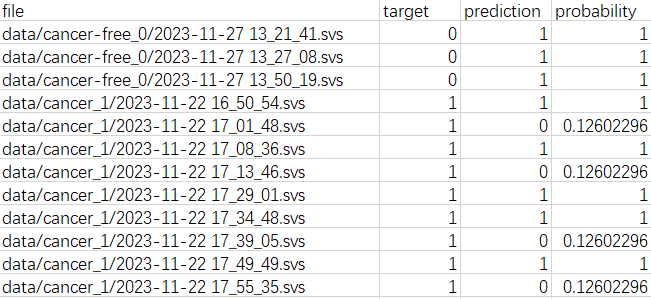 file target prediction probability
data/cancer-free_0/2023-11-27 13_21_41.svs 0 1 1
data/cancer-free_0/2023-11-27 13_27_08.svs 0 1 1
data/cancer-free_0/2023-11-27 13_50_19.svs 0 1 1
data/cancer_1/2023-11-22 16_50_54.svs 1 1 1
data/cancer_1/2023-11-22 17_01_48.svs 1 0 0.12602296
data/cancer_1/2023-11-22 17_08_36.svs 1 1 1
data/cancer_1/2023-11-22 17_13_46.svs 1 0 0.12602296
data/cancer_1/2023-11-22 17_29_01.svs 1 1 1
data/cancer_1/2023-11-22 17_34_48.svs 1 1 1
data/cancer_1/2023-11-22 17_39_05.svs 1 0 0.12602296
data/cancer_1/2023-11-22 17_49_49.svs 1 1 1
data/cancer_1/2023-11-22 17_55_35.svs 1 0 0.12602296